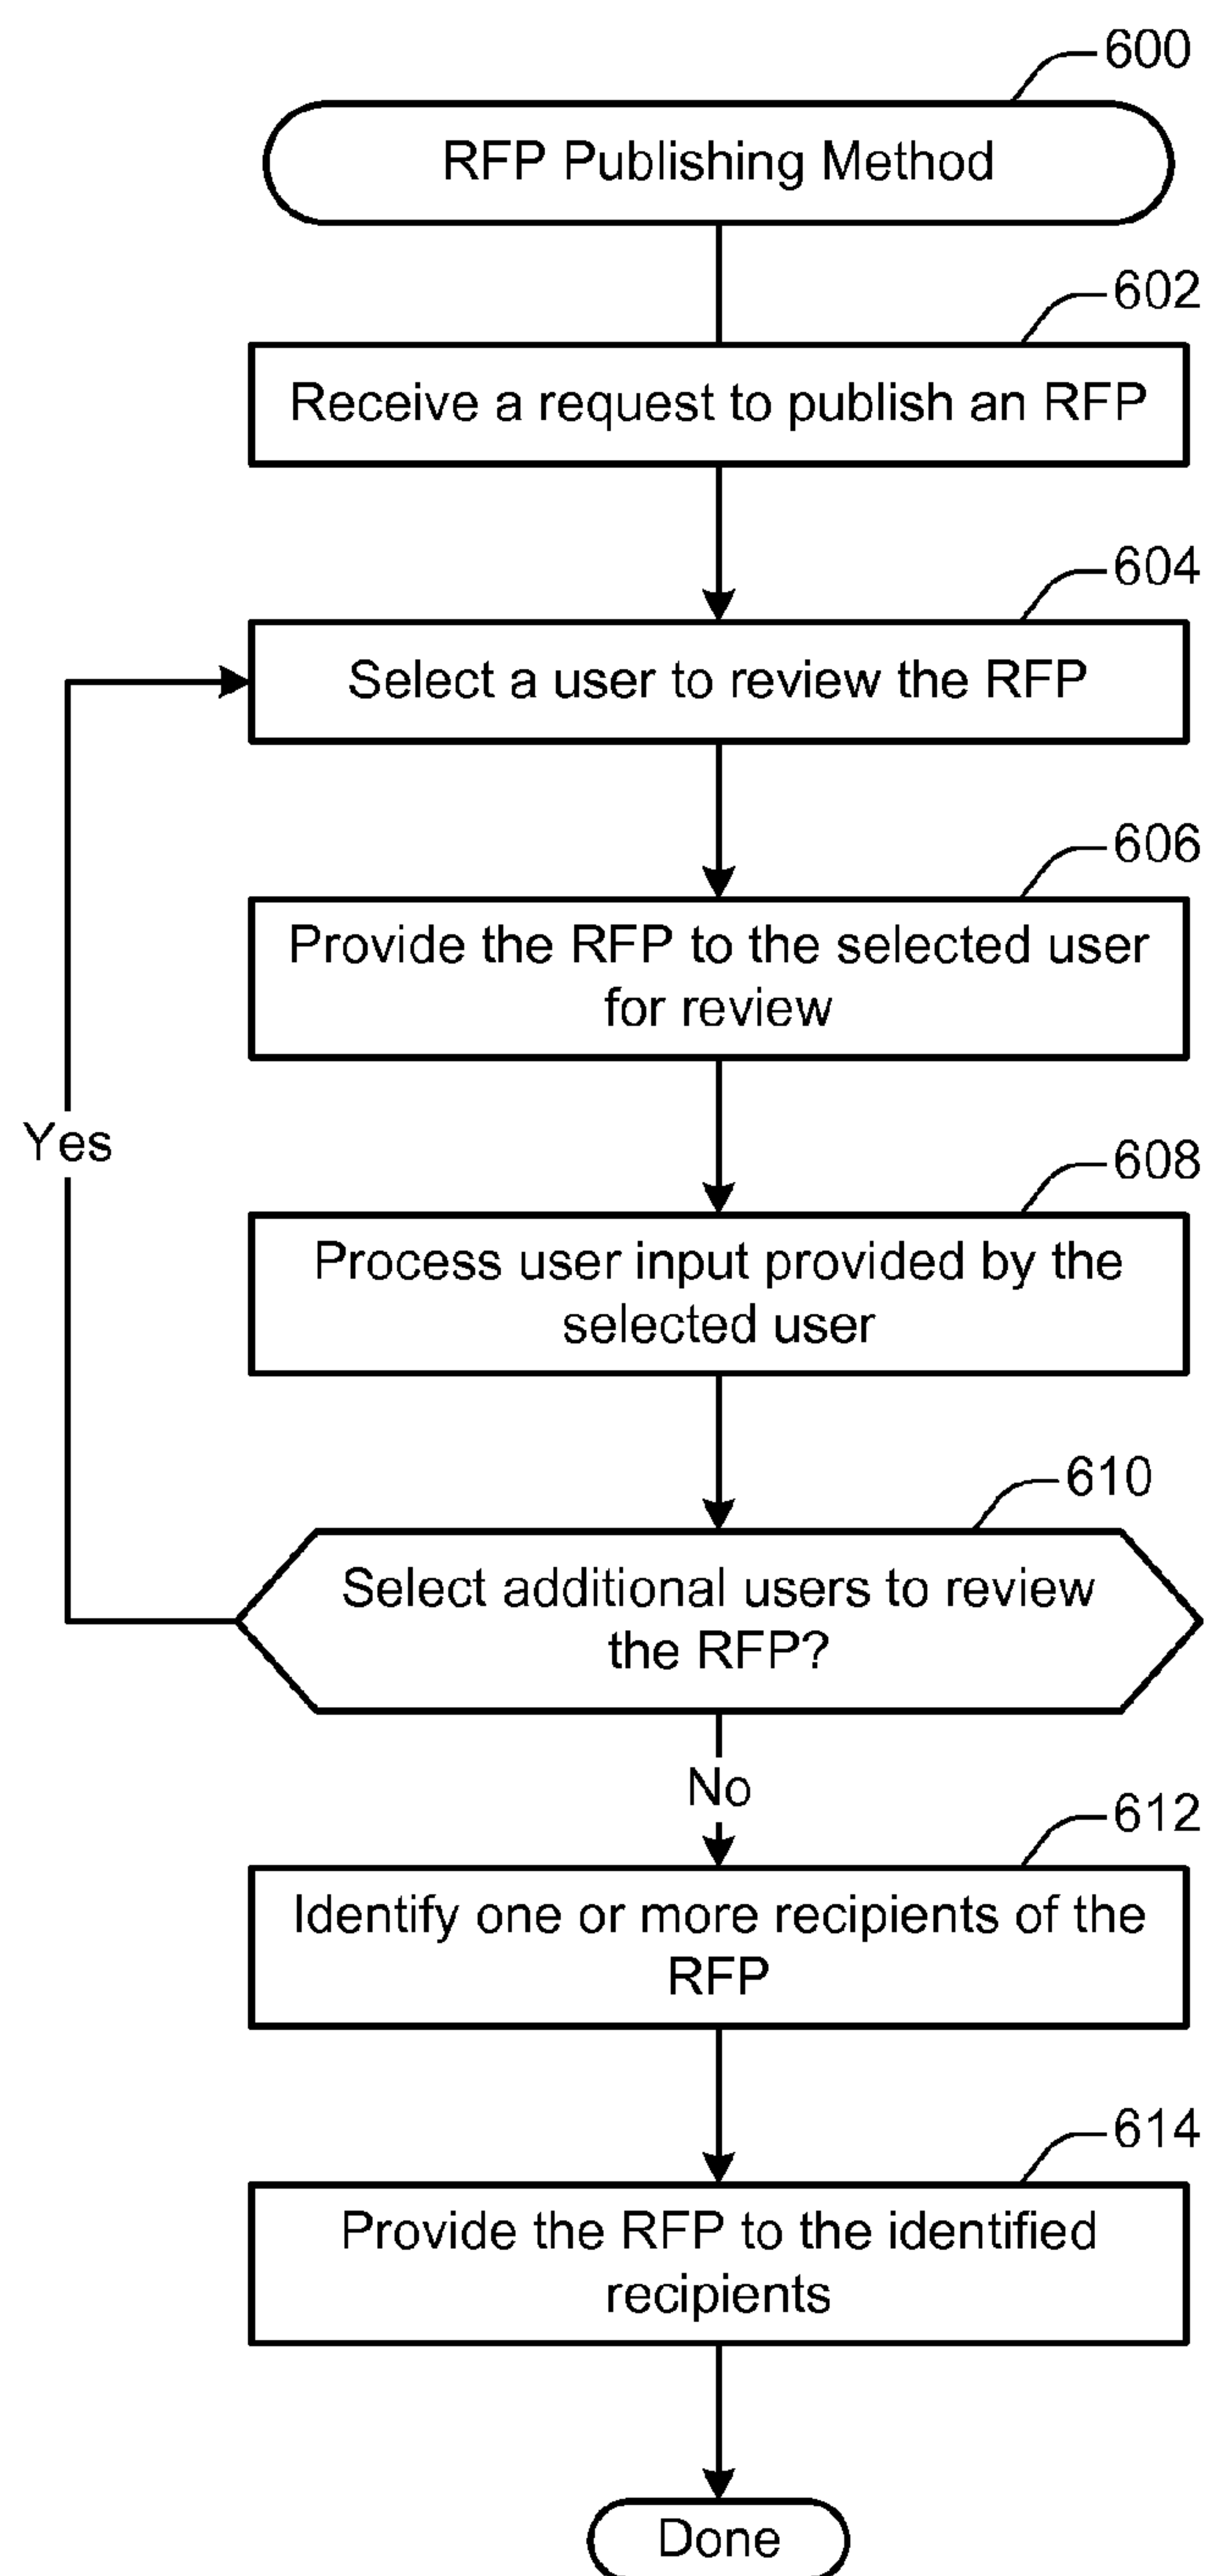 600
RFP Publishing Method
602
Receive a request to publish an RFP
604
Select a user to review the RFP
606
Provide the RFP to the selected user
for review
Yes
608
Process user input provided by the
selected user
610
Select additional users to review
the RFP?
No
612
Identify one or more recipients of the
RFP
614
Provide the RFP to the identified
recipients
Done